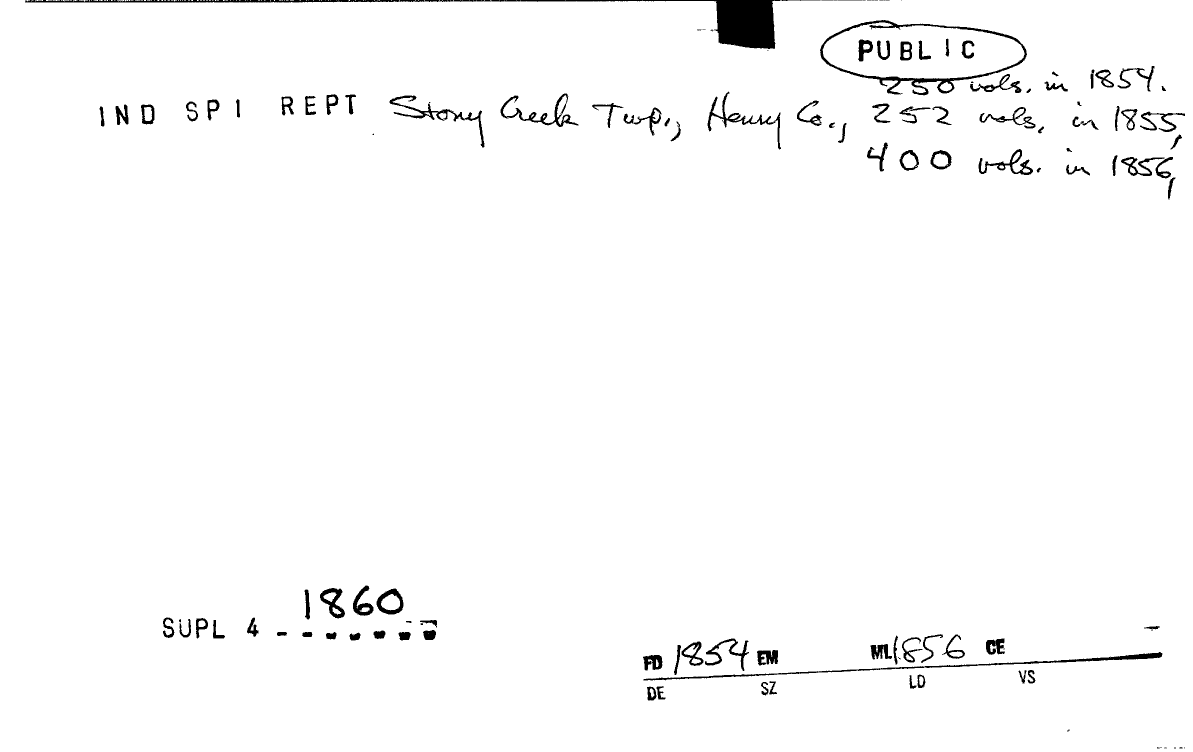 PUBLIC
250 vols. in 1854.
IND SPI REPT Stony Creek Twp., Henry Co., 252 vols. in 1855,
400 vols. in 1856,
1860
SUPL 4 - - - - - - -
FD 1854 EM ML 1856 CE
DE SZ LD VS